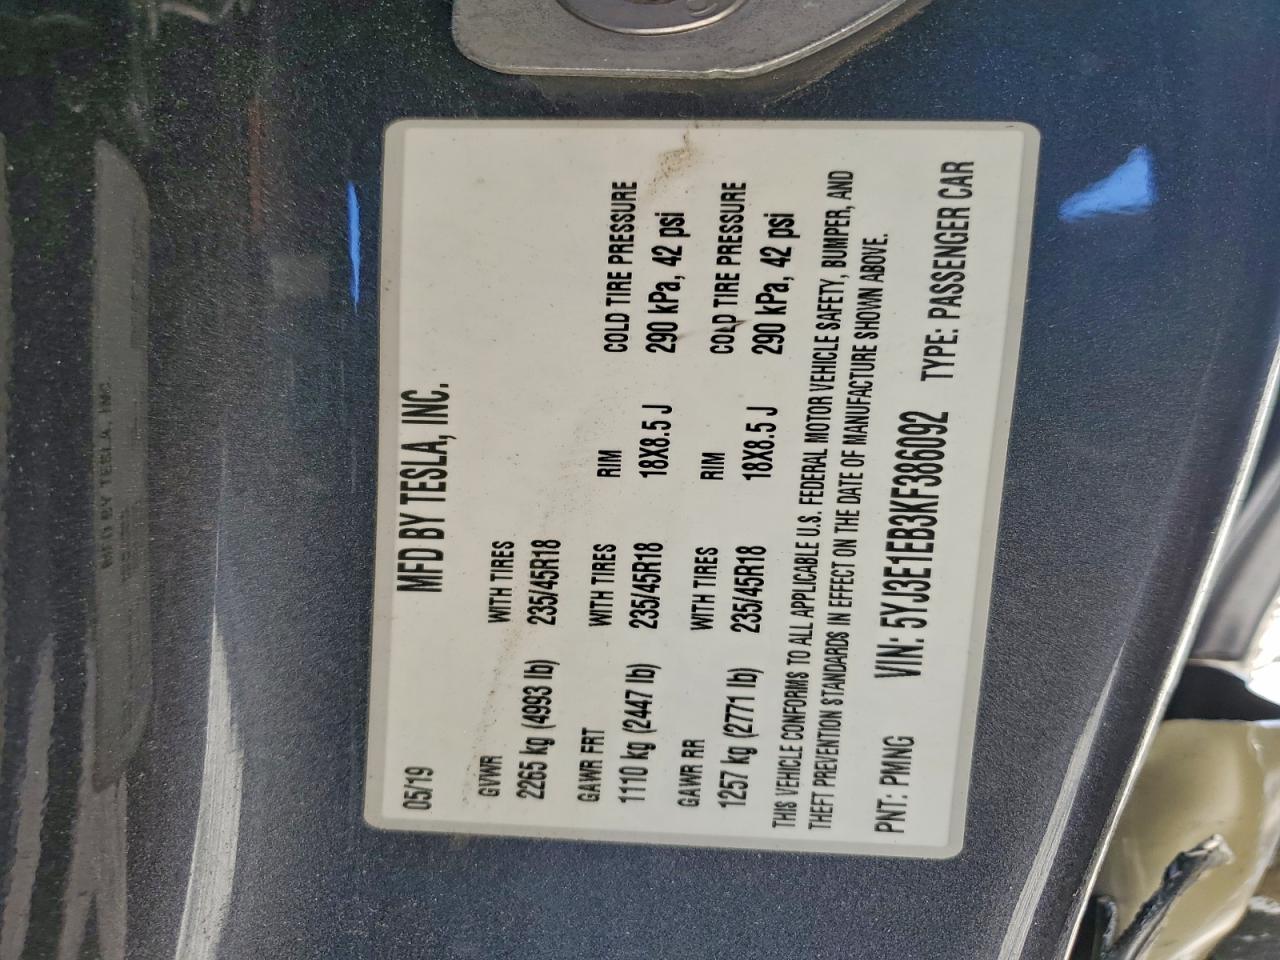 05/19 MFD BY TESLA, INC.
GVWR WITH TIRES
2265 kg (4993 lb) 235/45R18
GAWR FRT WITH TIRES RIM COLD TIRE PRESSURE
1110 kg (2447 lb) 235/45R18 18X8.5 J 290 kPa, 42 psi
GAWR RR WITH TIRES RIM COLD TIRE PRESSURE
1257 kg (2771 lb) 235/45R18 18X8.5 J 290 kPa, 42 psi
THIS VEHICLE CONFORMS TO ALL APPLICABLE U.S. FEDERAL MOTOR VEHICLE SAFETY, BUMPER, AND
THEFT PREVENTION STANDARDS IN EFFECT ON THE DATE OF MANUFACTURE SHOWN ABOVE.
PNT: PMNG VIN: 5YJ3E1EB3KF386092 TYPE: PASSENGER CAR